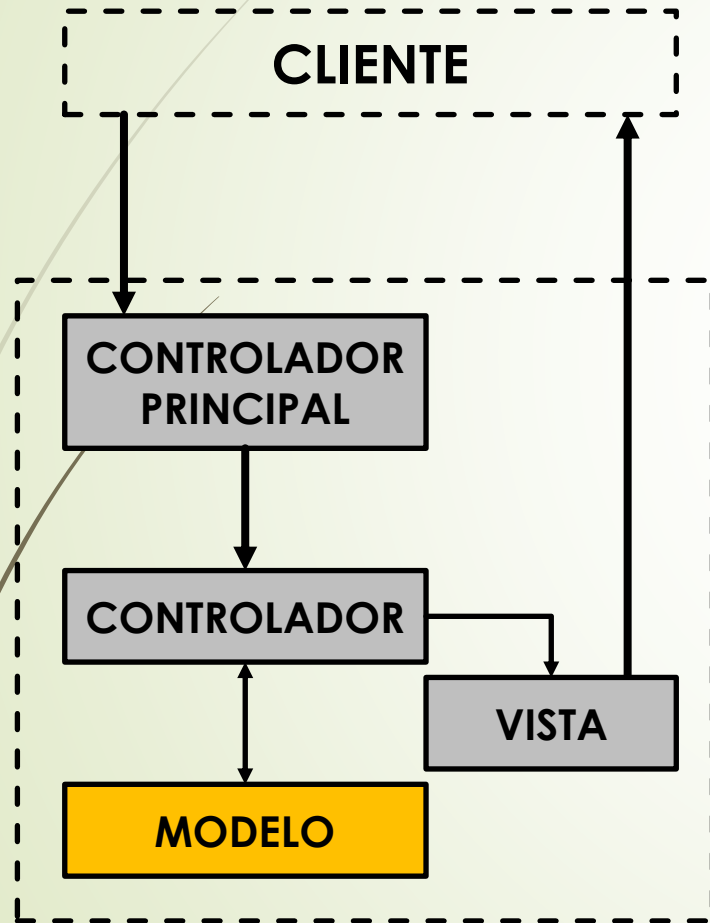 CLIENTE
CONTROLADOR
PRINCIPAL
CONTROLADOR
VISTA
MODELO